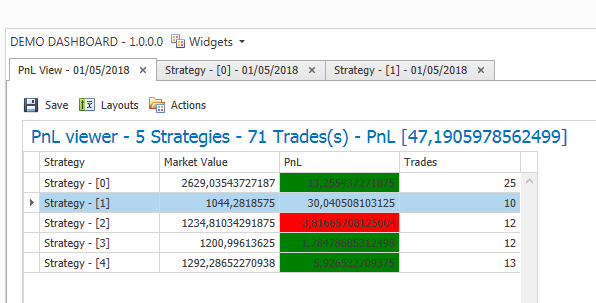 DEMO DASHBOARD - 1.0.0.0 Widgets
PnL View - 01/05/2018 Strategy - [0] - 01/05/2018 Strategy - [1] - 01/05/2018
Save Layouts Actions
PnL viewer - 5 Strategies - 71 Trades(s) - PnL [47,1905978562499]
Strategy Market Value PnL Trades
Strategy - [0] 2629,03543727187 13,255437271875 25
Strategy - [1] 1044,2818575 30,040508103125 10
Strategy - [2] 1234,81034291875 -3,81665708125004 12
Strategy - [3] 1200,99613625 1,78478685312498 12
Strategy - [4] 1292,28652270938 5,926522709375 13